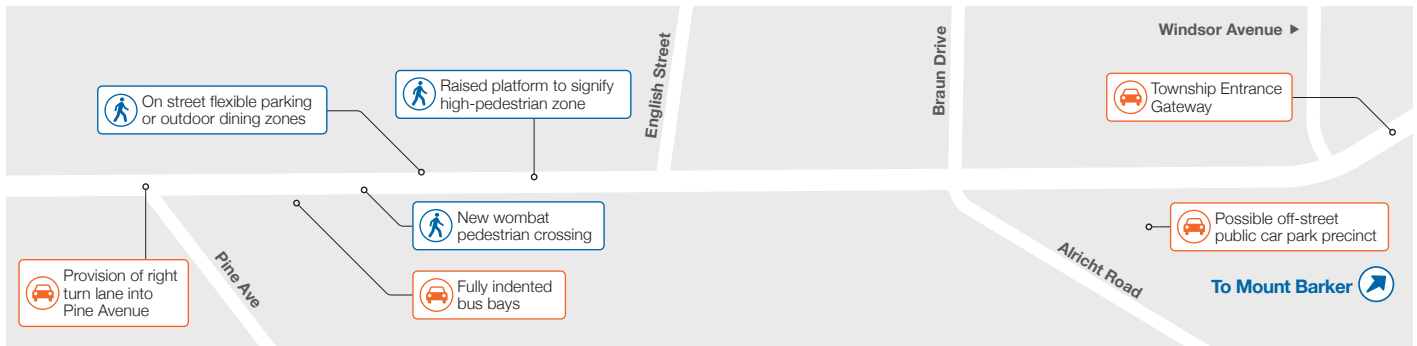 Windsor Avenue
English Street
Braun Drive
On street flexible parking
or outdoor dining zones
Raised platform to signify
high-pedestrian zone
Township Entrance
Gateway
New wombat
pedestrian crossing
Possible off-street
public car park precinct
Provision of right
turn lane into
Pine Avenue
Pine Ave
Fully indented
bus bays
Alricht Road
To Mount Barker